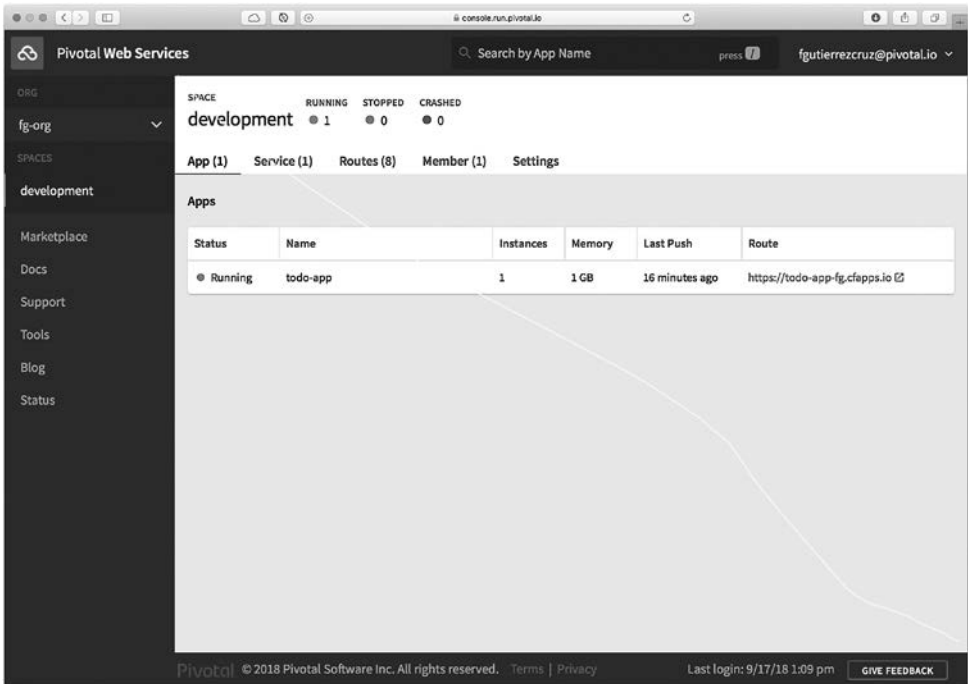 console.run.pivotal.io
Pivotal Web Services
Search by App Name
press /
fgutierrezcruz@pivotal.io
ORG
fg-org
SPACES
development
Marketplace
Docs
Support
Tools
Blog
Status
SPACE
development
RUNNING STOPPED CRASHED
1 0 0
App (1) Service (1) Routes (8) Member (1) Settings
Apps
Status Name Instances Memory Last Push Route
Running todo-app 1 1 GB 16 minutes ago https://todo-app-fg.cfapps.io
Pivotal © 2018 Pivotal Software Inc. All rights reserved. Terms | Privacy Last login: 9/17/18 1:09 pm GIVE FEEDBACK